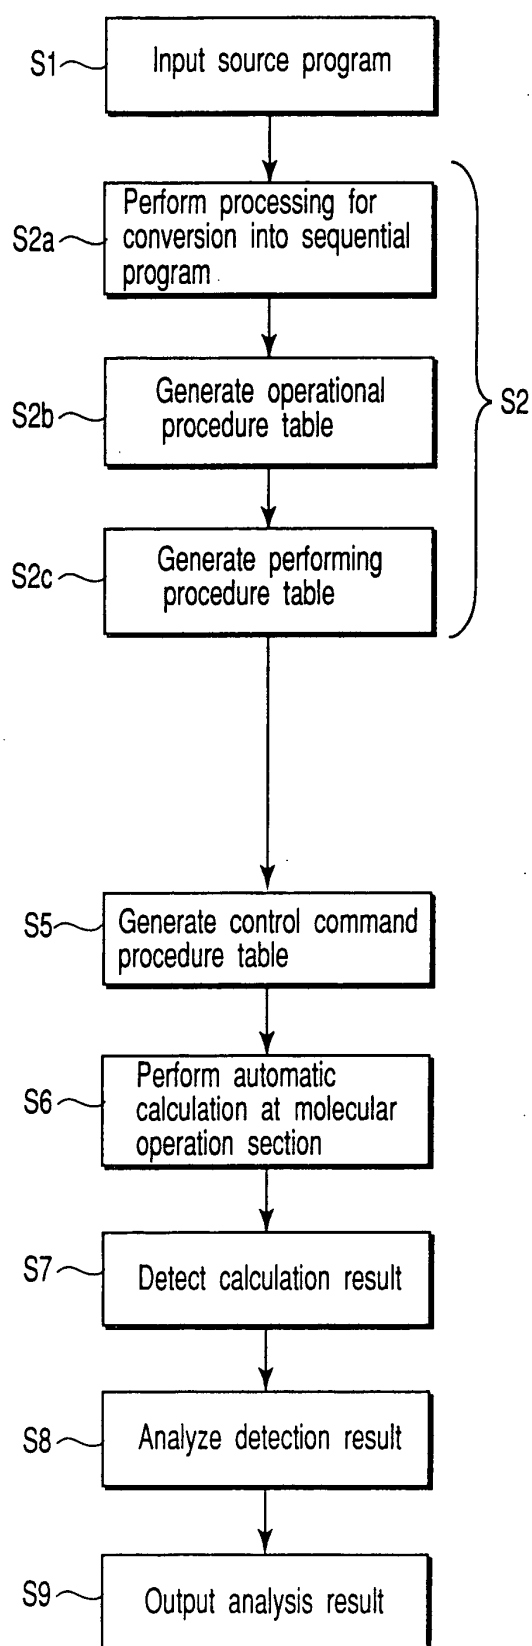 S1
Input source program
S2a
Perform processing for
conversion into sequential
program
S2b
Generate operational
procedure table
S2
S2c
Generate performing
procedure table
S5
Generate control command
procedure table
S6
Perform automatic
calculation at molecular
operation section
S7
Detect calculation result
S8
Analyze detection result
S9
Output analysis result